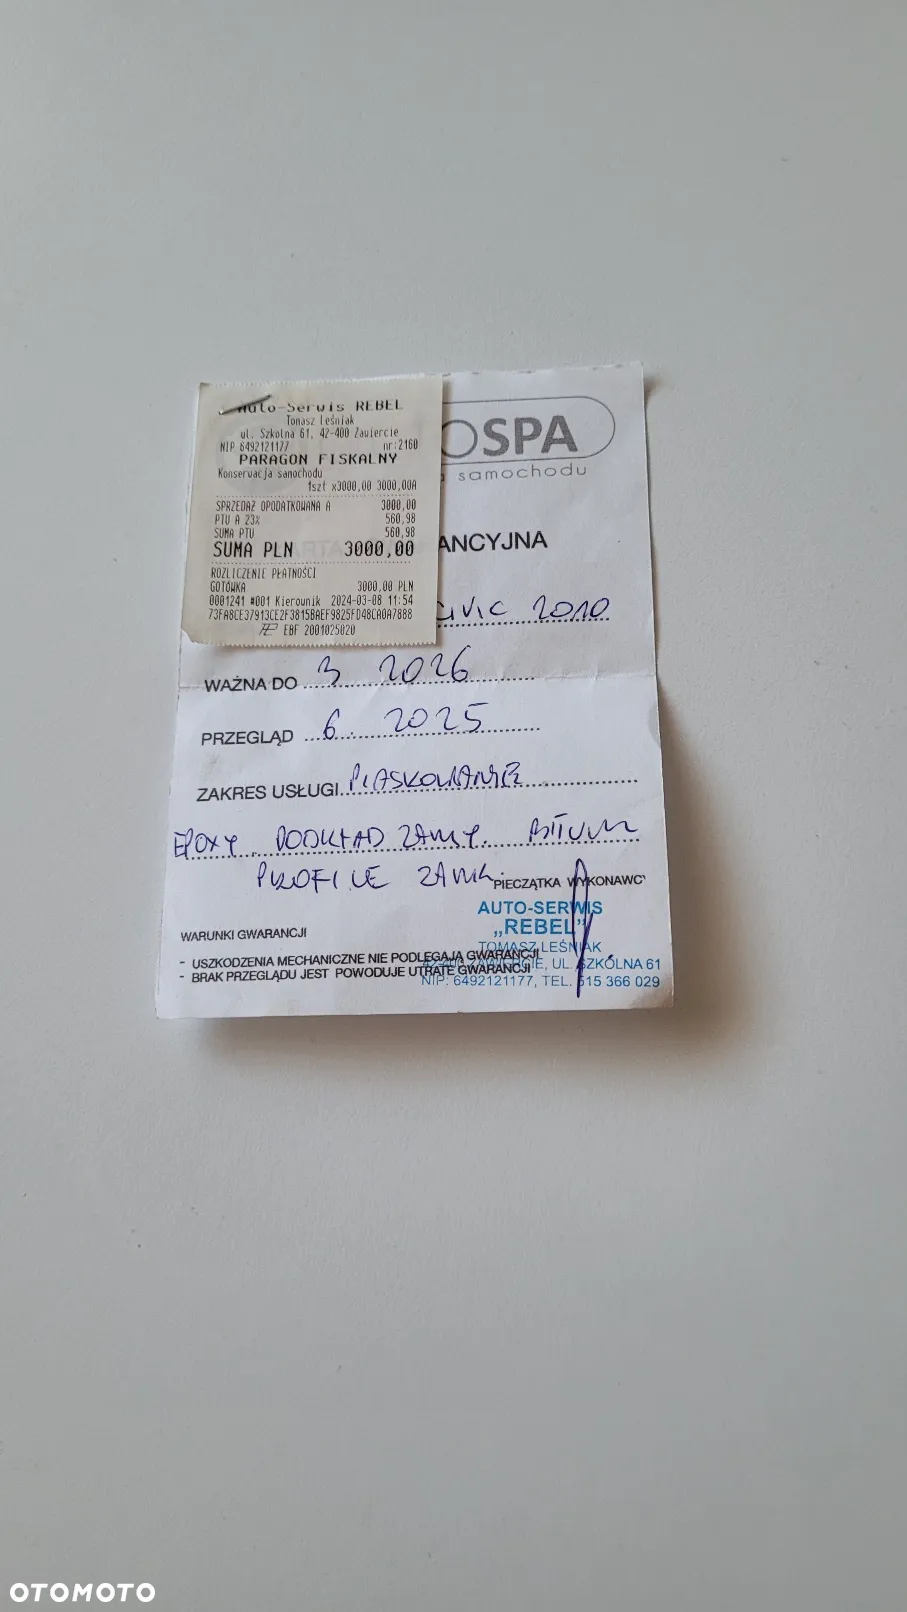 Auto-Serwis REBEL
Tomasz Leśniak
ul. Szkolna 61, 42-400 Zawiercie
NIP 6492121177 nr:2160
PARAGON FISKALNY
Konserwacja samochodu
1szt x3000,00 3000,00A
SPRZEDAŻ OPODATKOWANA A 3000,00
PTU A 23% 560,98
SUMA PTU 560,98
SUMA PLN 3000,00
ROZLICZENIE PŁATNOŚCI
GOTÓWKA 3000,00 PLN
0001241 #001 Kierownik 2024-03-08 11:54
73FA8CE37913CE2F3815BAEF9825FD48CA0A7888
EBF 2001025020
OSPA
samochodu
ANCYJNA
CIVIC 2010
WAŻNA DO 3 2026
PRZEGLĄD 6. 2025
ZAKRES USŁUGI PIASKOWANIE
EPOXY. PODKŁAD ZAMK. BITUM
PROFILE ZAMK.
PIECZĄTKA WYKONAWC
AUTO-SERWIS
„REBEL”
TOMASZ LEŚNIAK
42-400 ZAWIERCIE, UL. SZKÓLNA 61
NIP: 6492121177, TEL. 515 366 029
WARUNKI GWARANCJI
- USZKODZENIA MECHANICZNE NIE PODLEGAJĄ GWARANCJI
- BRAK PRZEGLĄDU JEST POWODUJE UTRATĘ GWARANCJI
OTOMOTO